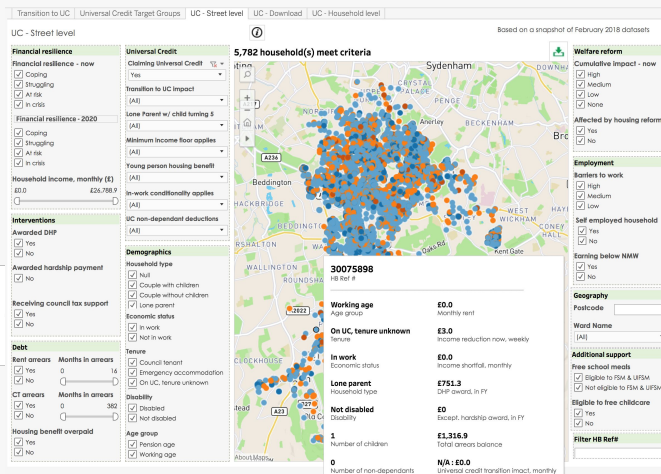 Transition to UC
Universal Credit Target Groups
UC - Street level
UC - Download
UC - Household level
UC - Street level
i
Based on a snapshot of February 2018 datasets
Financial resilience
Financial resilience - now
Coping
Struggling
At risk
In crisis
Financial resilience - 2020
Coping
Struggling
At risk
In crisis
Household income, monthly (£)
£0.0 £26,788.9
Interventions
Awarded DHP
Yes
No
Awarded hardship payment
No
Receiving council tax support
Yes
No
Debt
Rent arrears Months in arrears
Yes 0 16
No
CT arrears Months in arrears
Yes 0 382
No
Housing benefit overpaid
Yes
No
Universal Credit
Claiming Universal Credit
Yes
Transition to UC impact
(All)
Lone Parent w/ child turning 5
(All)
Minimum Income floor applies
(All)
Young person housing benefit
(All)
In-work conditionality applies
(All)
UC non-dependant deductions
(All)
Demographics
Household type
Null
Couple with children
Couple without children
Lone parent
Economic status
In work
Not in work
Tenure
Council tenant
Emergency accommodation
On UC, tenure unknown
Disability
Disabled
Not disabled
Age group
Pension age
Working age
5,782 household(s) meet criteria
Sydenham
CRYSTAL
PALACE
PENGE
Anerley
BECKENHAM
A236
Beddington
HACKBRIDGE
WEST
WICKHAM
CONEY
HALL
Oaks Rd
Kent Gate
WALLINGTON
A2022
A23
About Maps
30075898
HB Ref #
Working age
Age group
£0.0
Monthly rent
On UC, tenure unknown
Tenure
£3.0
Income reduction now, weekly
In work
Economic status
£0.0
Income shortfall, monthly
Lone parent
Household type
£751.3
DHP award, in FY
Not disabled
Disability
£0
Except. hardship award, in FY
1
Number of children
£1,316.9
Total arrears balance
0
Number of non-dependants
N/A : £0.0
Universal credit transition imact, monthly
Welfare reform
Cumulative impact - now
High
Medium
Low
None
Affected by housing reform
Yes
No
Employment
Barriers to work
High
Medium
Low
Self employed household
Yes
No
Earning below NMW
Yes
No
Geography
Postcode
Ward Name
(All)
Additional support
Free school meals
Eligible to FSM & UIFSM
Not eligible to FSM & UIFSM
Eligible to free childcare
Yes
No
Filter HB Ref#